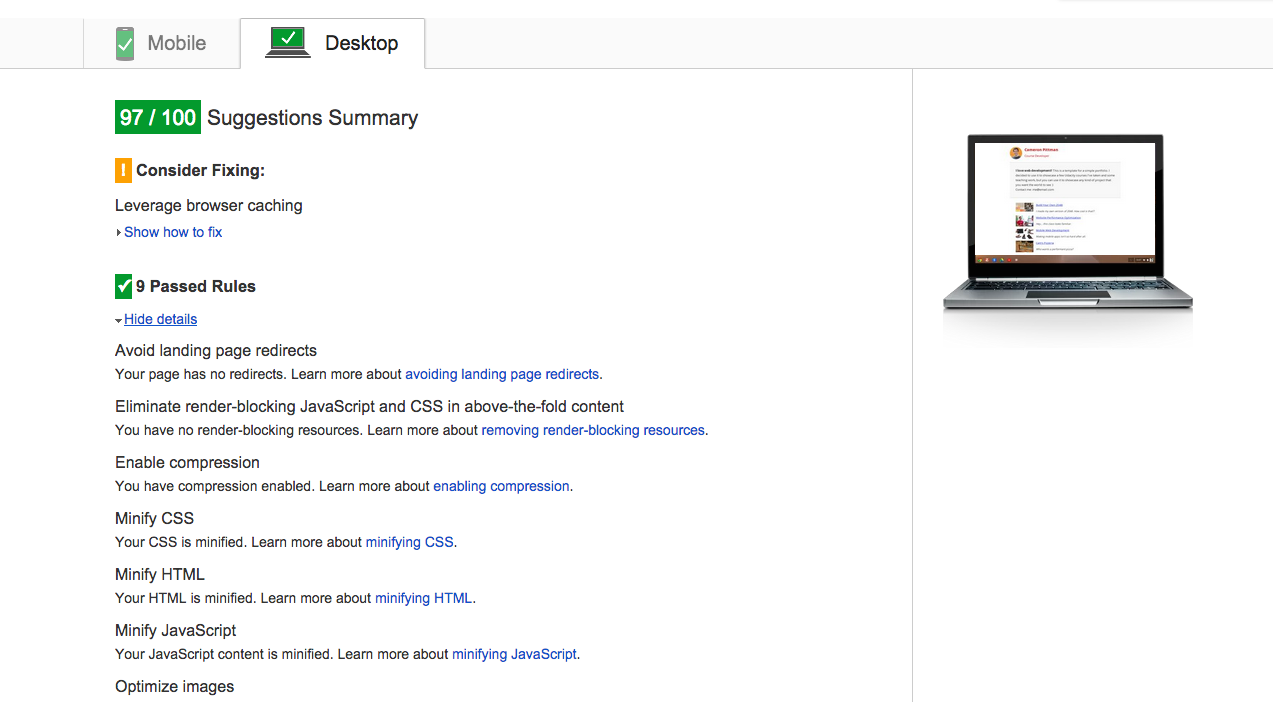 Mobile
Desktop
97 / 100 Suggestions Summary
! Consider Fixing:
Leverage browser caching
Show how to fix
9 Passed Rules
Hide details
Avoid landing page redirects
Your page has no redirects. Learn more about avoiding landing page redirects.
Eliminate render-blocking JavaScript and CSS in above-the-fold content
You have no render-blocking resources. Learn more about removing render-blocking resources.
Enable compression
You have compression enabled. Learn more about enabling compression.
Minify CSS
Your CSS is minified. Learn more about minifying CSS.
Minify HTML
Your HTML is minified. Learn more about minifying HTML.
Minify JavaScript
Your JavaScript content is minified. Learn more about minifying JavaScript.
Optimize images
Cameron Pittman